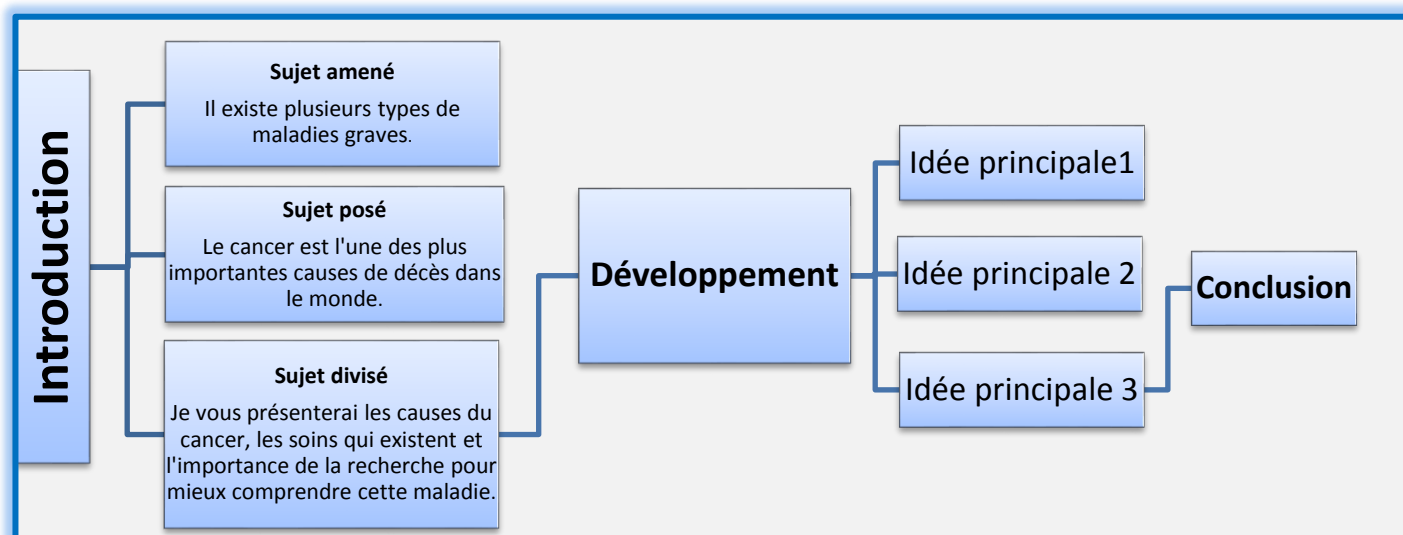 Introduction
Sujet amené
Il existe plusieurs types de
maladies graves.
Sujet posé
Le cancer est l'une des plus
importantes causes de décès dans
le monde.
Sujet divisé
Je vous présenterai les causes du
cancer, les soins qui existent et
l'importance de la recherche pour
mieux comprendre cette maladie.
Développement
Idée principale1
Idée principale 2
Idée principale 3
Conclusion